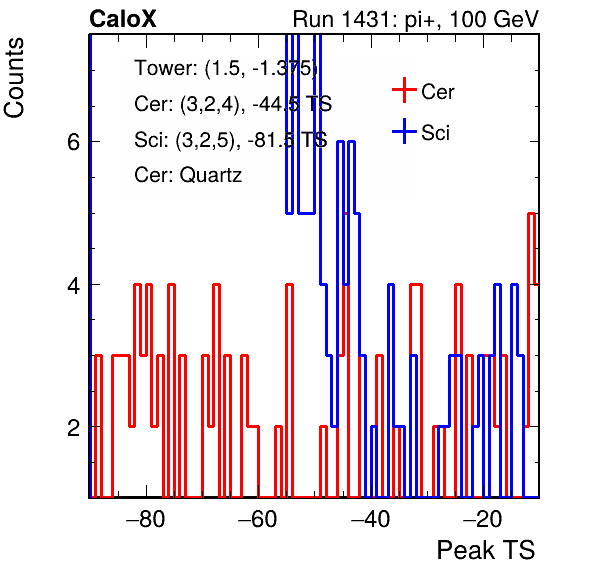 CaloX Run 1431: pi+, 100 GeV
Counts
Tower: (1.5, -1.375)
Cer: (3,2,4), -44.5 TS
Sci: (3,2,5), -81.5 TS
Cer: Quartz
Cer
Sci
6
4
2
−80 −60 −40 −20
Peak TS